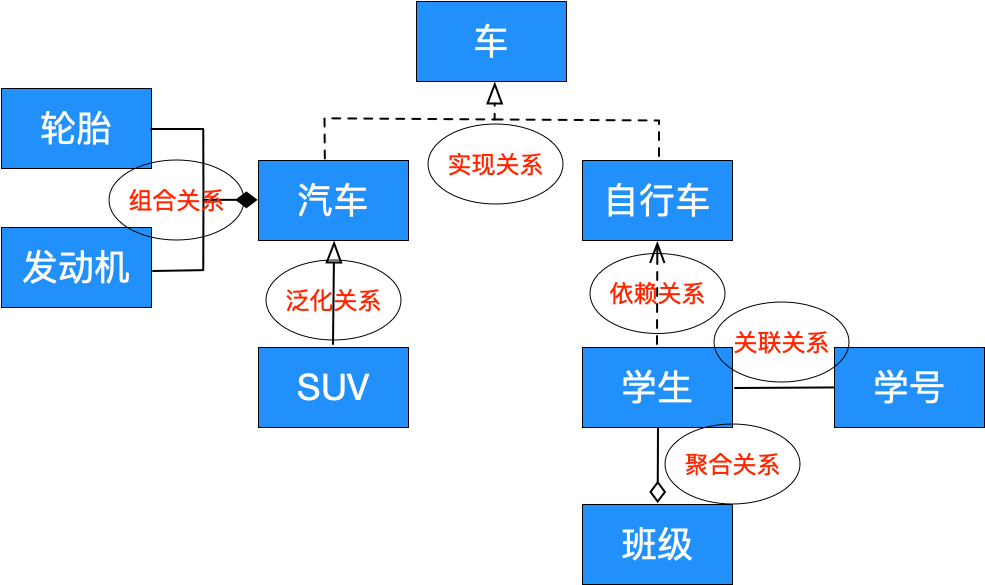 车
轮胎
实现关系
组合关系
汽车
自行车
发动机
泛化关系
依赖关系
关联关系
SUV
学生
学号
聚合关系
班级